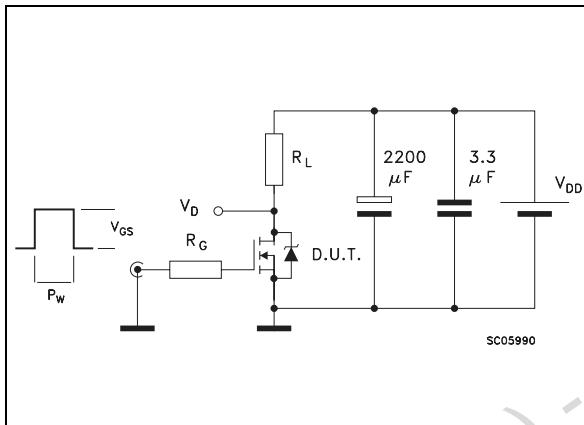 R_L
2200
μF
3.3
μF
V_DD
V_D
V_GS
R_G
D.U.T.
P_W
SC05990